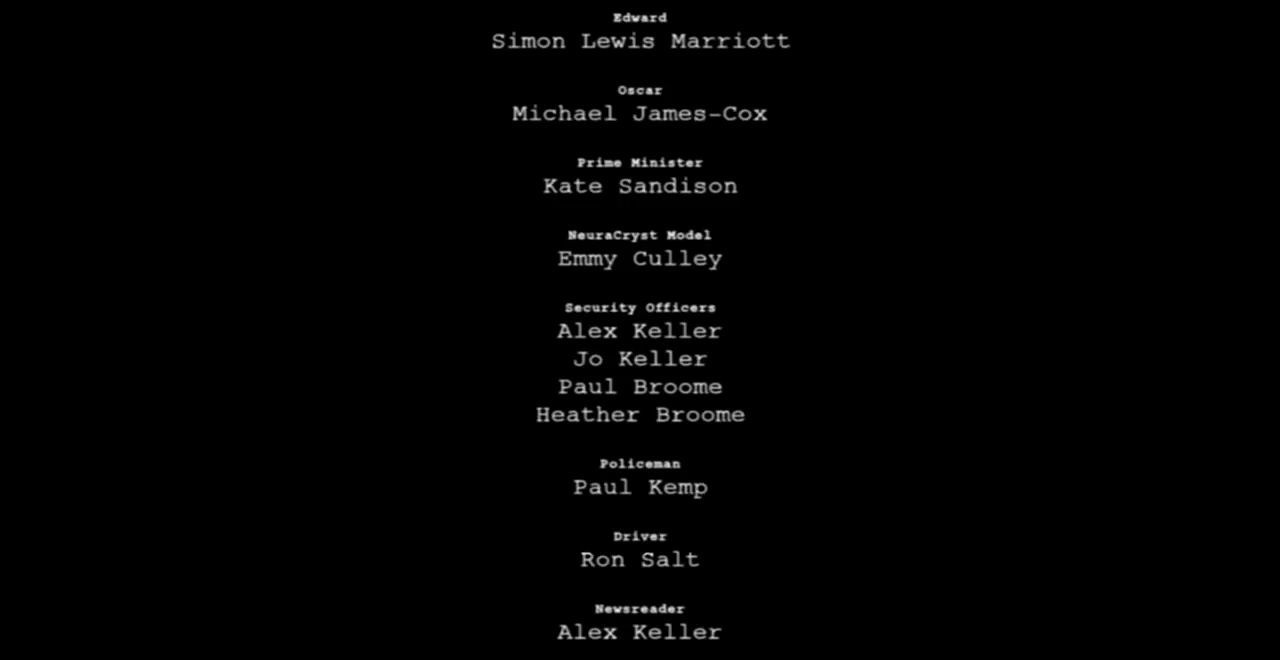 Edward
Simon Lewis Marriott
Oscar
Michael James-Cox
Prime Minister
Kate Sandison
NeuraCryst Model
Emmy Culley
Security Officers
Alex Keller
Jo Keller
Paul Broome
Heather Broome
Policeman
Paul Kemp
Driver
Ron Salt
Newsreader
Alex Keller